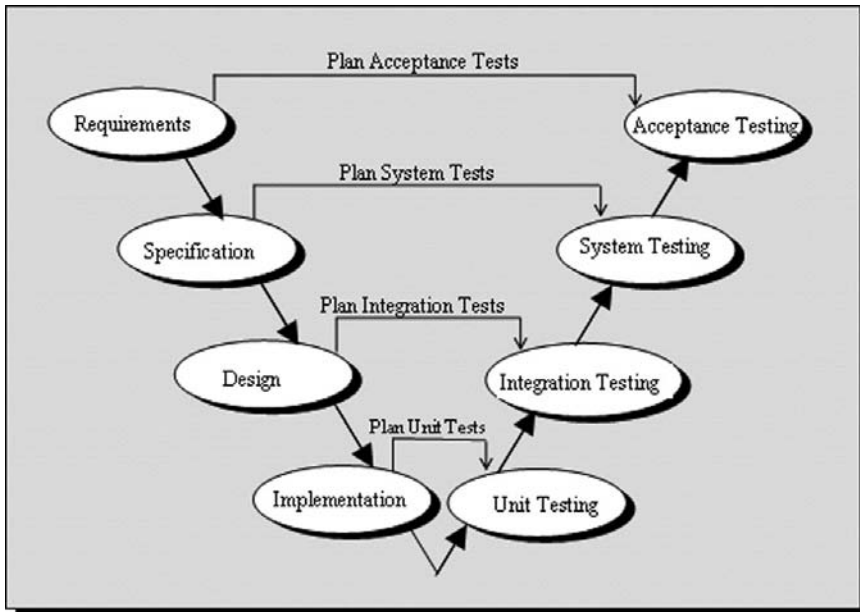 Plan Acceptance Tests
Requirements
Acceptance Testing
Plan System Tests
Specification
System Testing
Plan Integration Tests
Design
Integration Testing
Plan Unit Tests
Implementation
Unit Testing